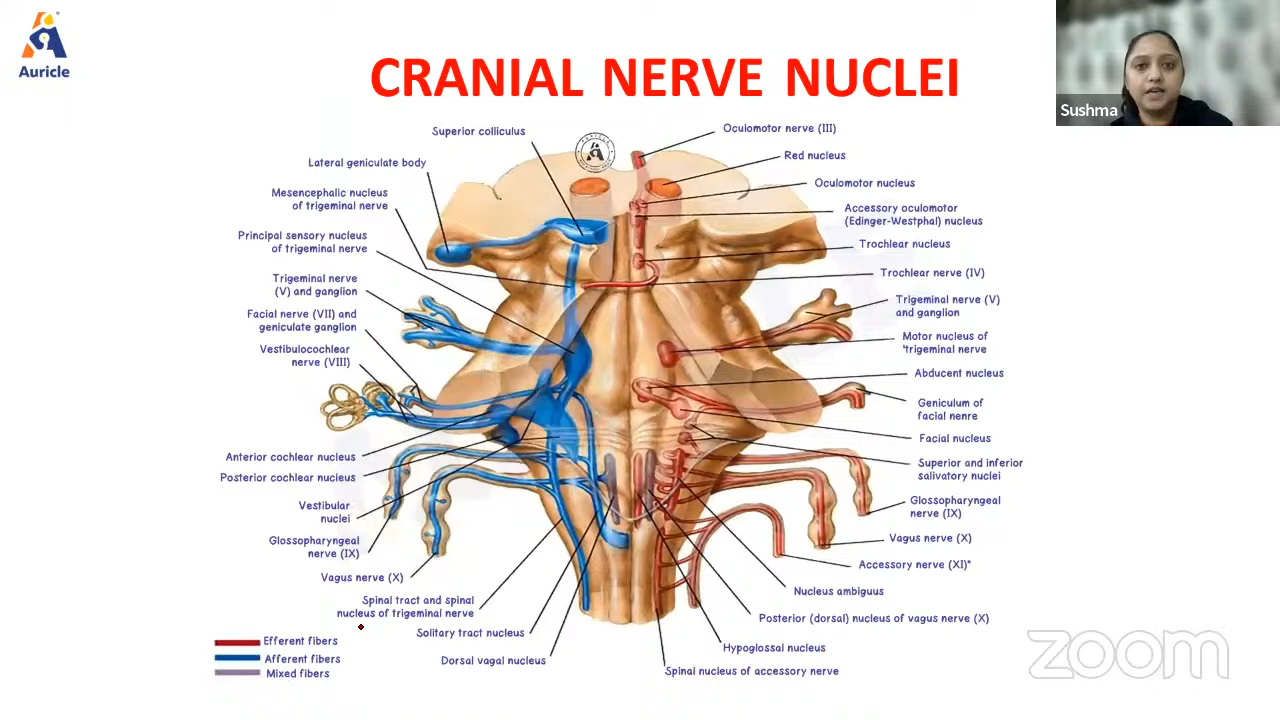 Auricle
CRANIAL NERVE NUCLEI
Sushma
Superior colliculus
Lateral geniculate body
Mesencephalic nucleus
of trigeminal nerve
Principal sensory nucleus
of trigeminal nerve
Trigeminal nerve
(V) and ganglion
Facial nerve (VII) and
geniculate ganglion
Vestibulocochlear
nerve (VIII)
Anterior cochlear nucleus
Posterior cochlear nucleus
Vestibular
nuclei
Glossopharyngeal
nerve (IX)
Vagus nerve (X)
Spinal tract and spinal
nucleus of trigeminal nerve
Solitary tract nucleus
Dorsal vagal nucleus
Oculomotor nerve (III)
Red nucleus
Oculomotor nucleus
Accessory oculomotor
(Edinger-Westphal) nucleus
Trochlear nucleus
Trochlear nerve (IV)
Trigeminal nerve (V)
and ganglion
Motor nucleus of
'trigeminal nerve
Abducent nucleus
Geniculum of
facial nenre
Facial nucleus
Superior and inferior
salivatory nuclei
Glossopharyngeal
nerve (IX)
Vagus nerve (X)
Accessory nerve (XI)"
Nucleus ambiguus
Posterior (dorsal) nucleus of vagus nerve (X)
Hypoglossal nucleus
Spinal nucleus of accessory nerve
Efferent fibers
Afferent fibers
Mixed fibers
zoom